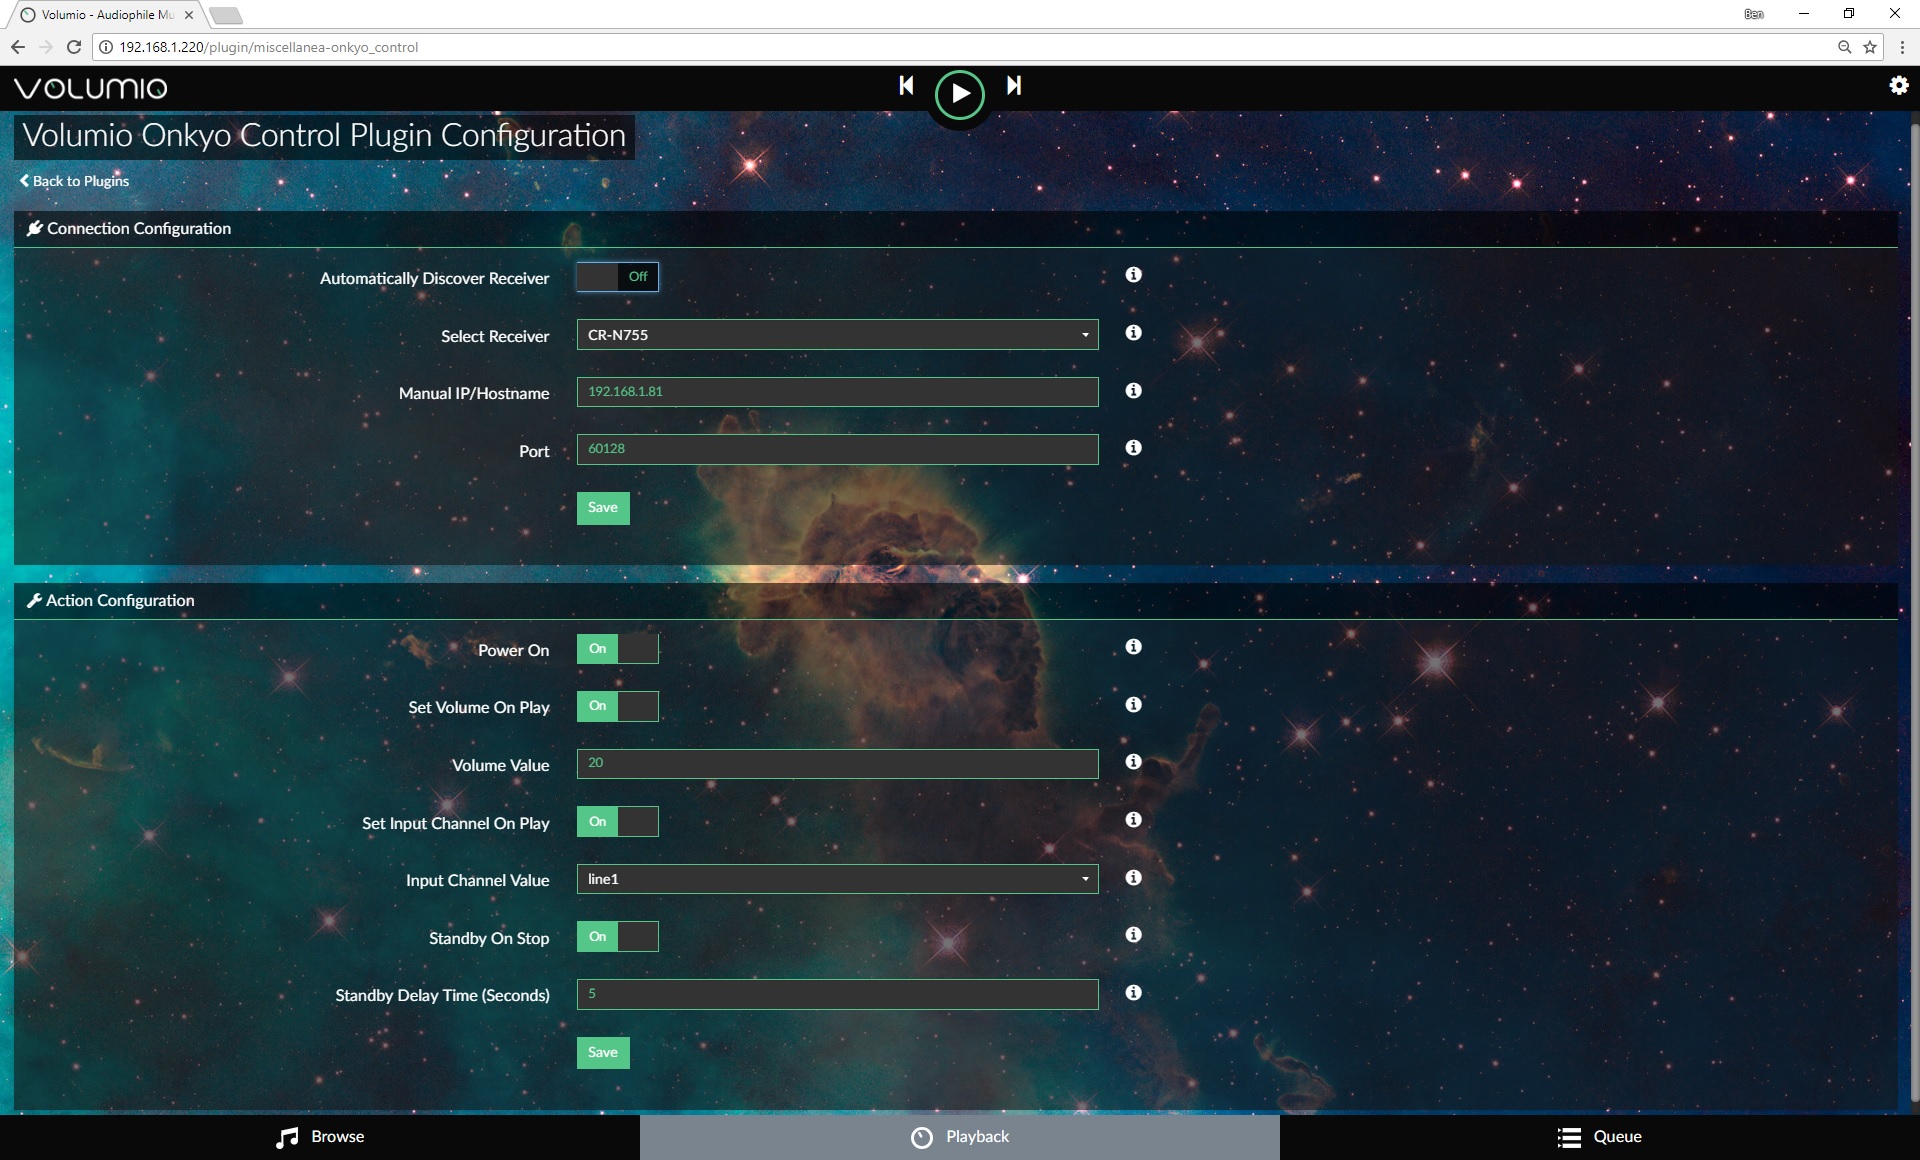 Volumio - Audiophile Mu
Ben
192.168.1.220/plugin/miscellanea-onkyo_control
VOLUMIO
Volumio Onkyo Control Plugin Configuration
Back to Plugins
Connection Configuration
Automatically Discover Receiver Off
Select Receiver CR-N755
Manual IP/Hostname 192.168.1.81
Port 60128
Save
Action Configuration
Power On On
Set Volume On Play On
Volume Value 20
Set Input Channel On Play On
Input Channel Value line1
Standby On Stop On
Standby Delay Time (Seconds) 5
Save
Browse Playback Queue